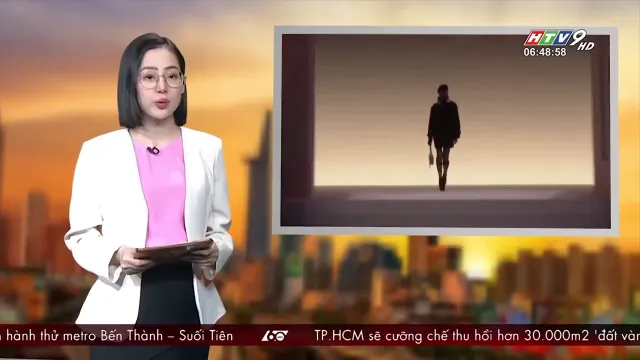 HTV9 HD
06:48:58
hành thử metro Bến Thành – Suối Tiên 60 TP.HCM sẽ cưỡng chế thu hồi hơn 30.000m2 'đất